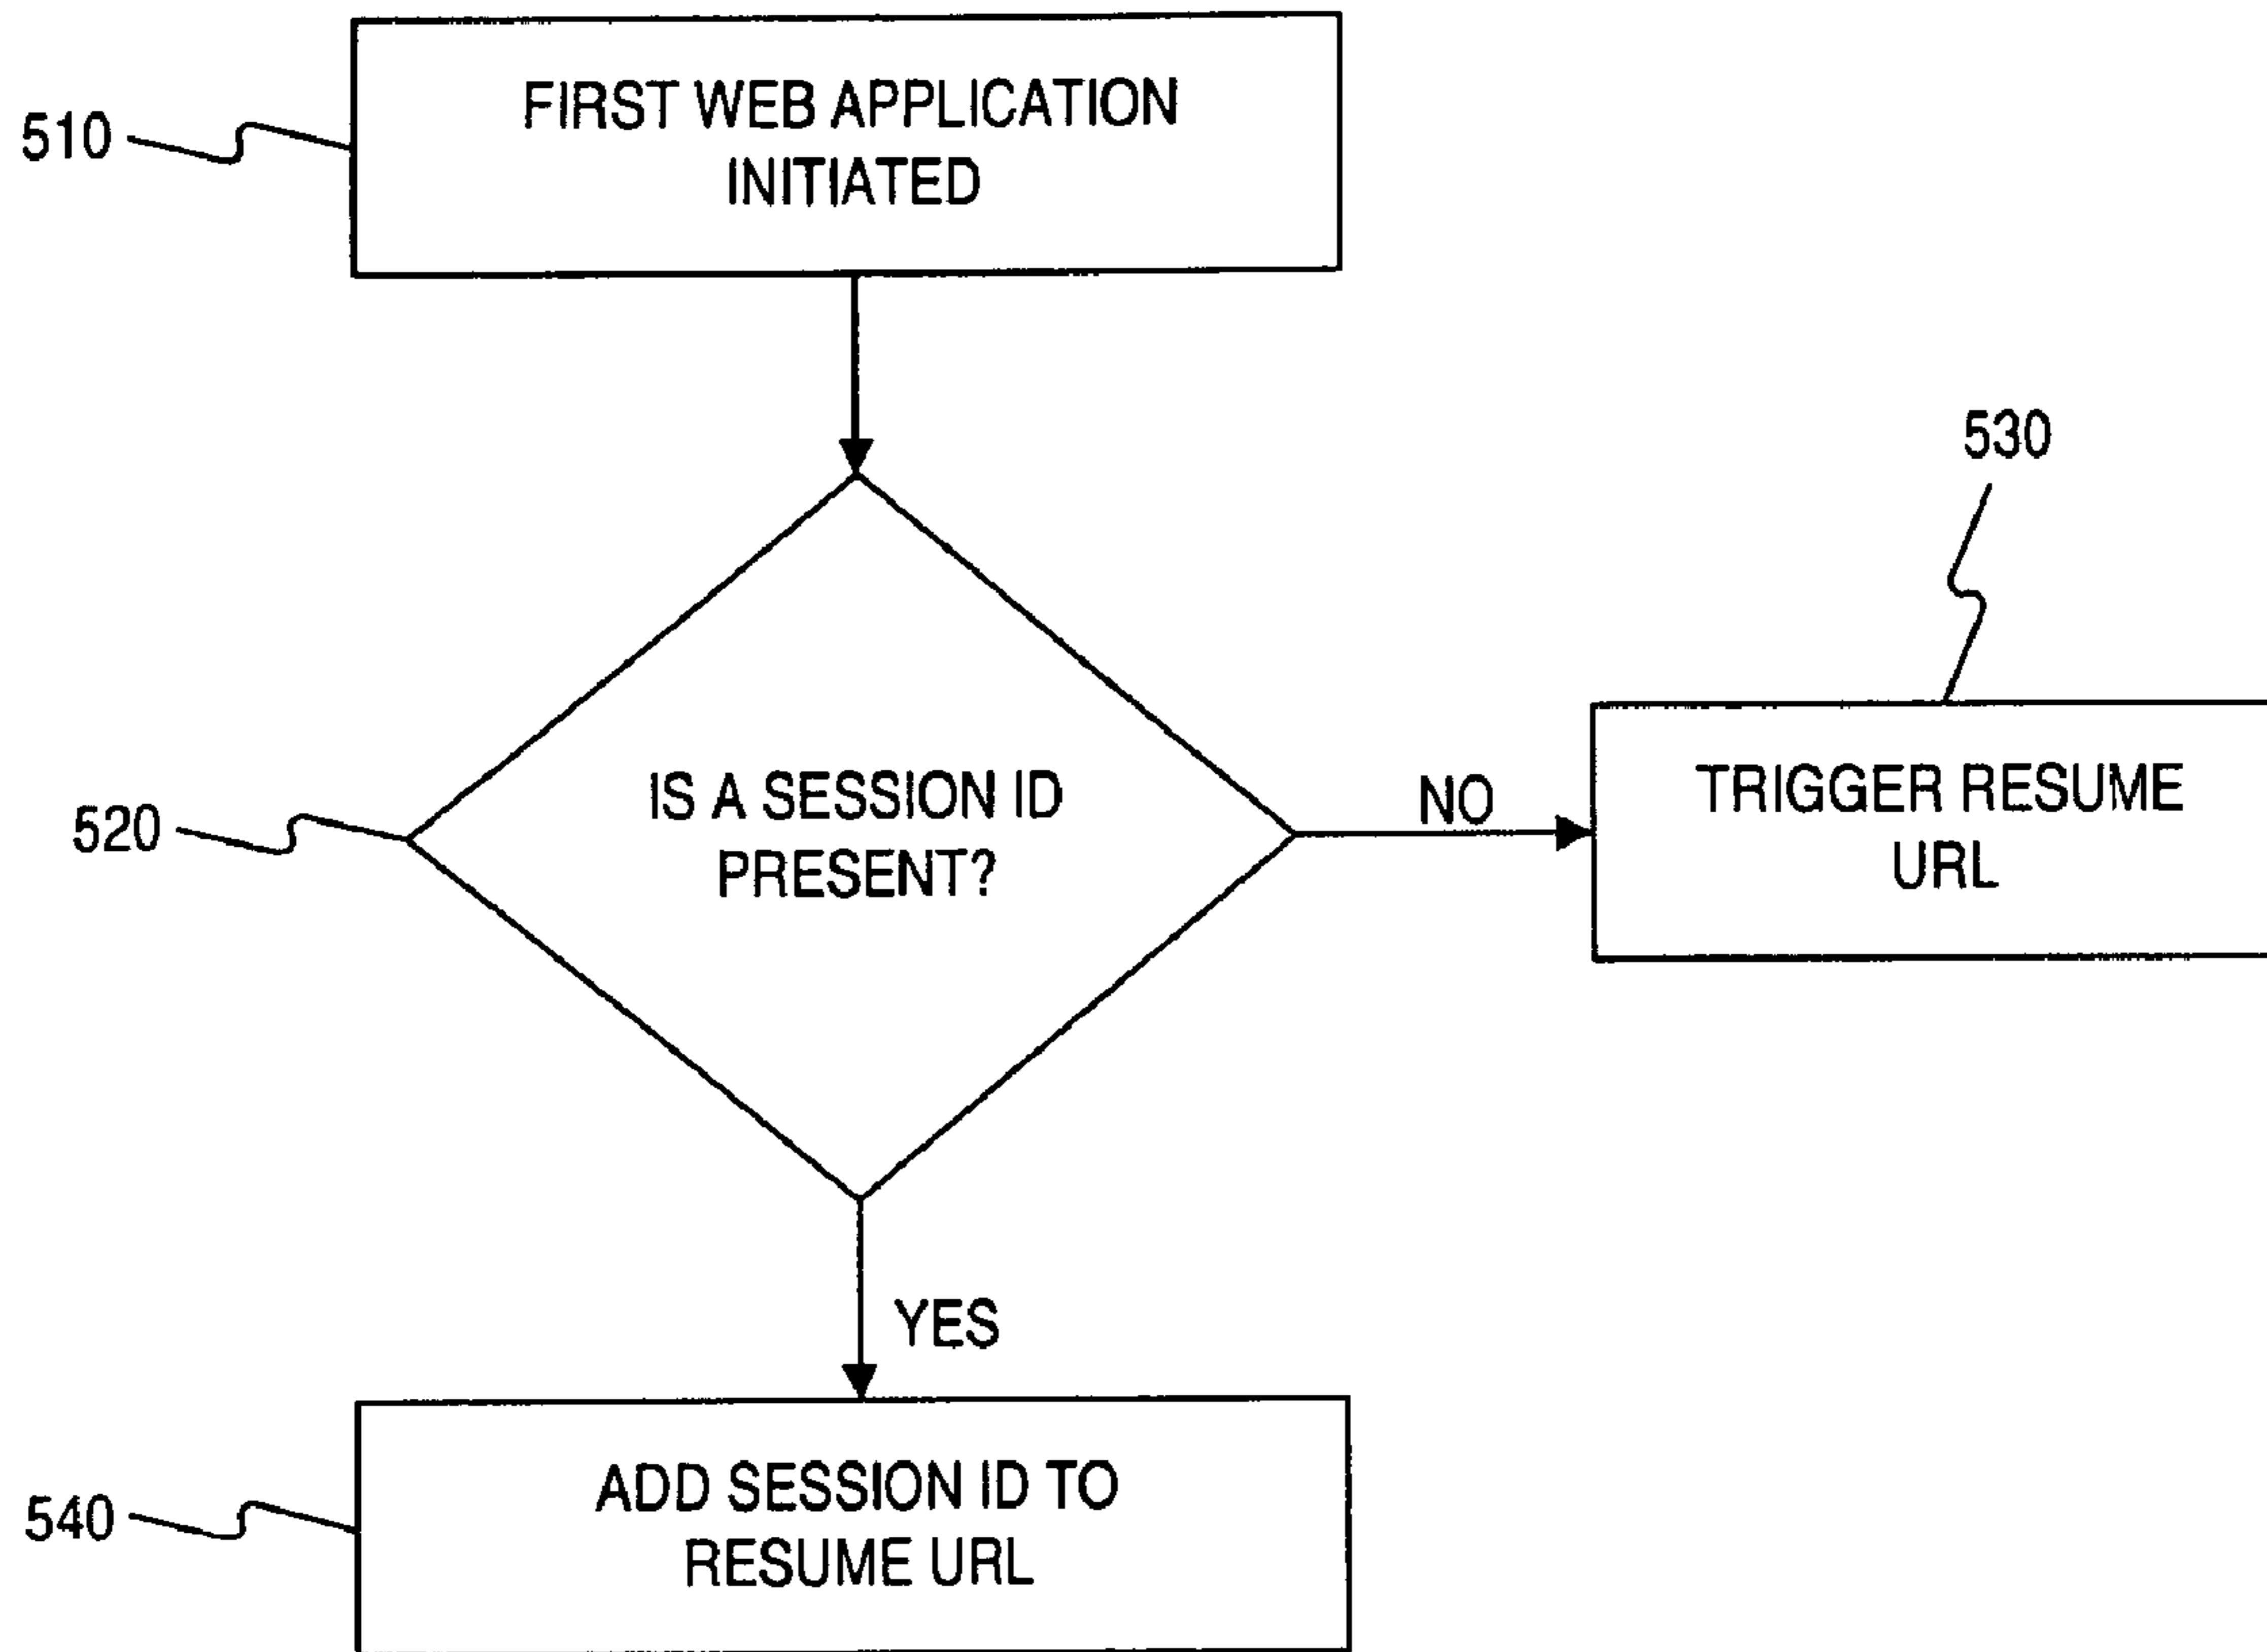 510
FIRST WEB APPLICATION
INITIATED
520
IS A SESSION ID
PRESENT?
NO
530
TRIGGER RESUME
URL
YES
540
ADD SESSION ID TO
RESUME URL